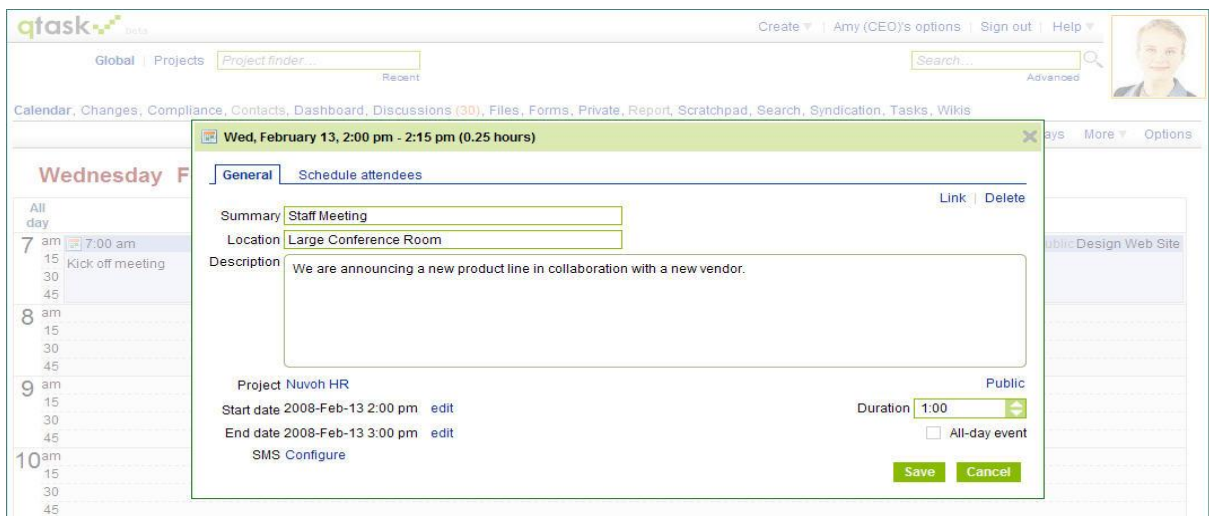 qtask beta
Create | Amy (CEO)'s options | Sign out | Help
Global | Projects Project finder... Search...
Recent Advanced
Calendar, Changes, Compliance, Contacts, Dashboard, Discussions (30), Files, Forms, Private, Report, Scratchpad, Search, Syndication, Tasks, Wikis
Wed, February 13, 2:00 pm - 2:15 pm (0.25 hours) ays More Options
Wednesday F General Schedule attendees
Link | Delete
All
day
Summary Staff Meeting
7 am 7:00 am Location Large Conference Room Design Web Site
15 Kick off meeting Description We are announcing a new product line in collaboration with a new vendor.
30
45
8 am
15
30
45
9 am Project Nuvoh HR Public
15 Start date 2008-Feb-13 2:00 pm edit Duration 1:00
30
45 End date 2008-Feb-13 3:00 pm edit All-day event
10 am SMS Configure
15 Save Cancel
30
45